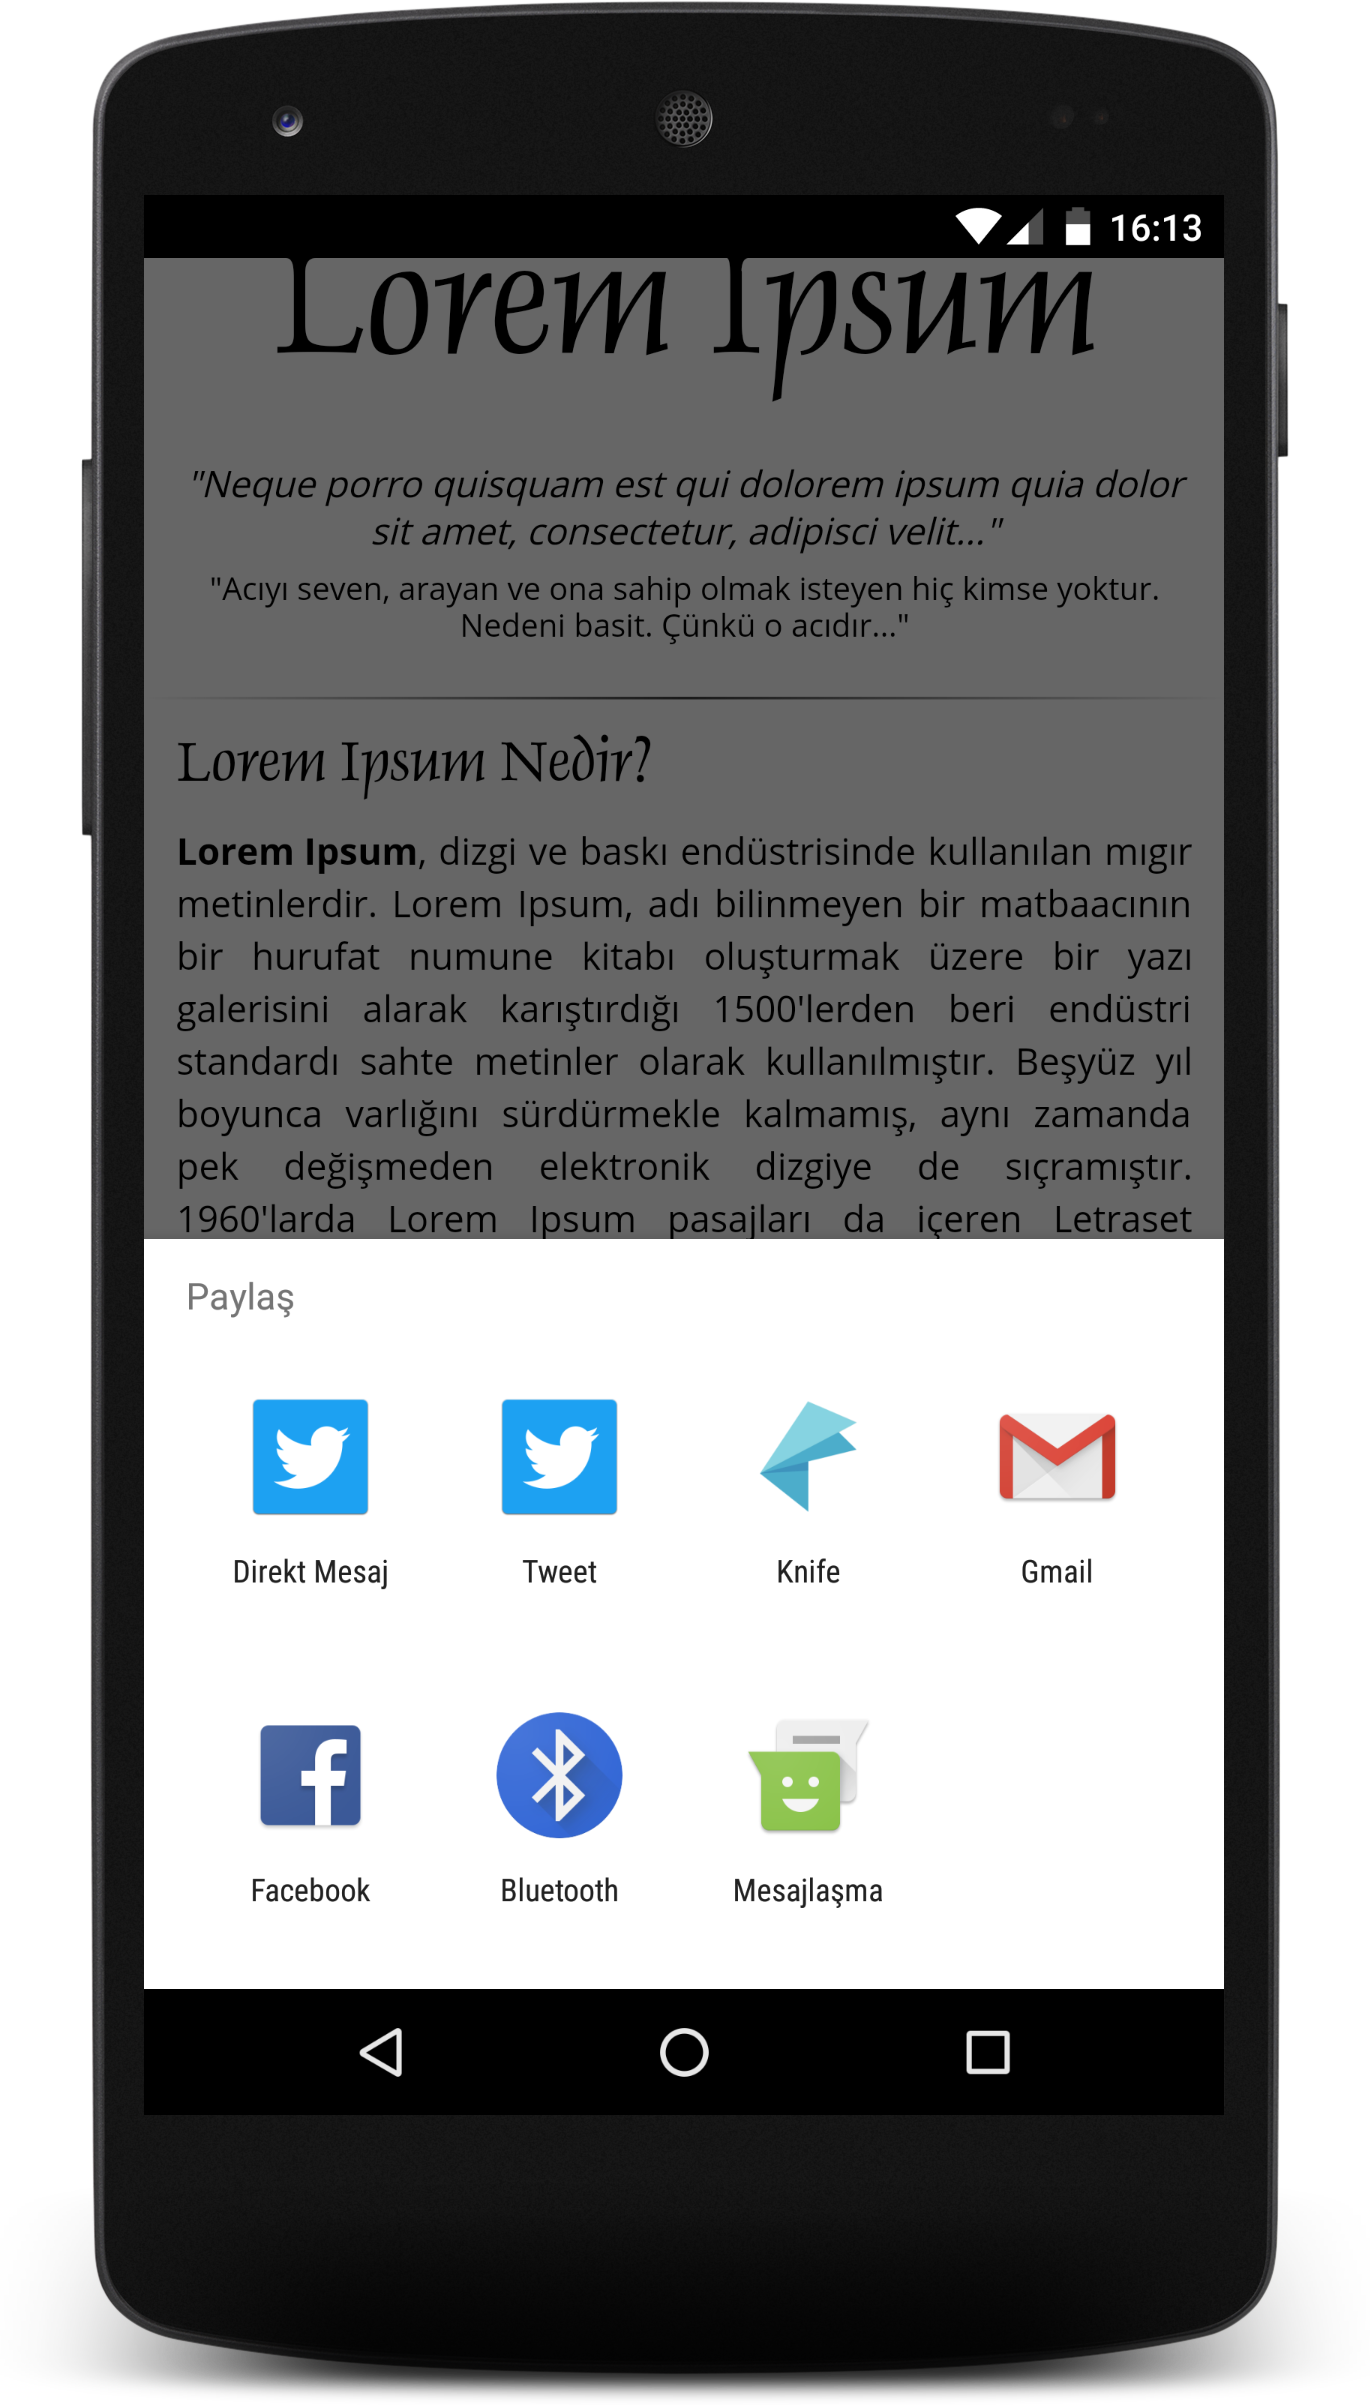 16:13
Lorem Ipsum
"Neque porro quisquam est qui dolorem ipsum quia dolor
sit amet, consectetur, adipisci velit..."
"Acıyı seven, arayan ve ona sahip olmak isteyen hiç kimse yoktur.
Nedeni basit. Çünkü o acıdır..."
Lorem Ipsum Nedir?
Lorem Ipsum, dizgi ve baskı endüstrisinde kullanılan mıgır
metinlerdir. Lorem Ipsum, adı bilinmeyen bir matbaacının
bir hurufat numune kitabı oluşturmak üzere bir yazı
galerisini alarak karıştırdığı 1500'lerden beri endüstri
standardı sahte metinler olarak kullanılmıştır. Beşyüz yıl
boyunca varlığını sürdürmekle kalmamış, aynı zamanda
pek değişmeden elektronik dizgiye de sıçramıştır.
1960'larda Lorem Ipsum pasajları da içeren Letraset
Paylaş
Direkt Mesaj Tweet Knife Gmail
Facebook Bluetooth Mesajlaşma